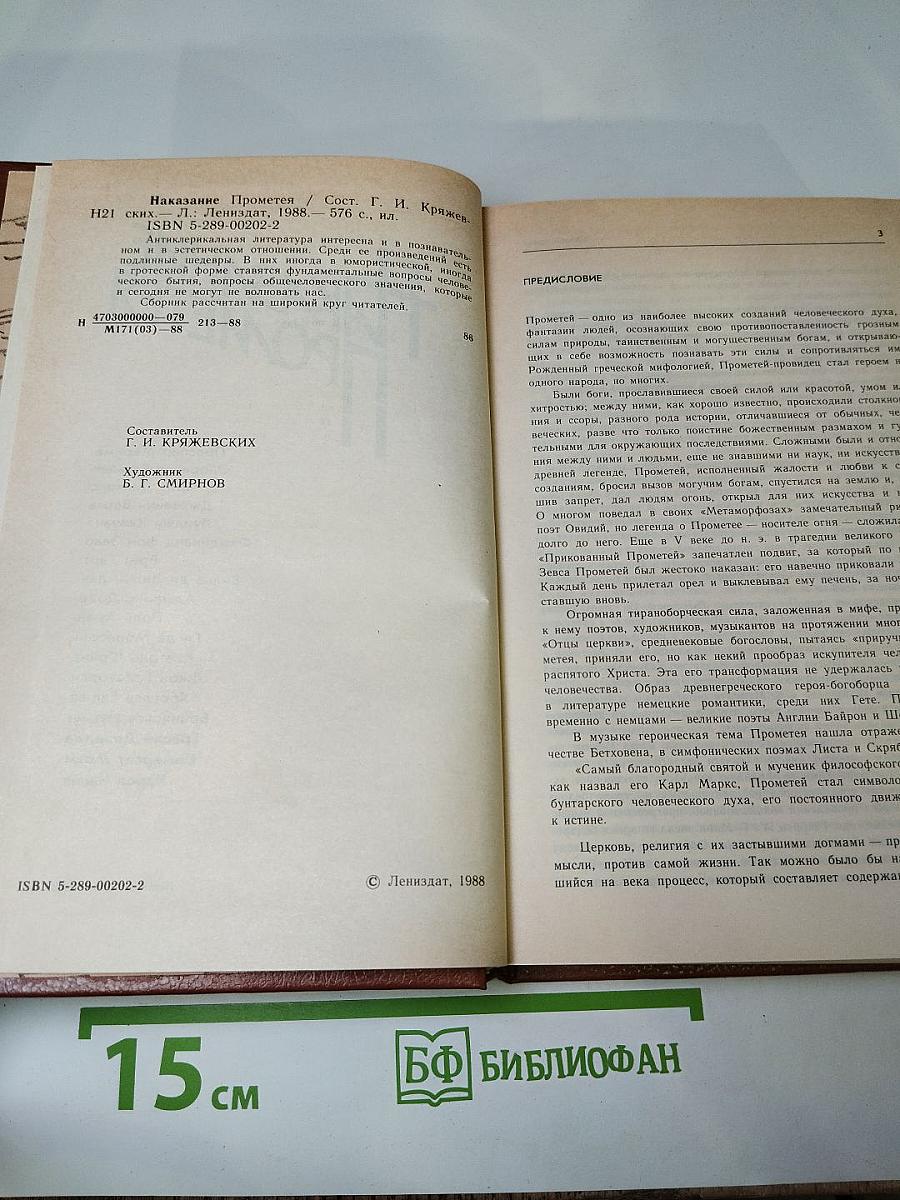 Наказание Прометея / Сост. Г. И. Кряжев-
Н21 ских.— Л.: Лениздат, 1988.— 576 с., ил.
ISBN 5-289-00202-2
Антиклерикальная литература интересна и в познаватель-
ном и в эстетическом отношении. Среди ее произведений есть
подлинные шедевры. В них иногда в юмористической, иногда
в гротескной форме ставятся фундаментальные вопросы челове-
ческого бытия, вопросы общечеловеческого значения, которые
и сегодня не могут не волновать нас.
Сборник рассчитан на широкий круг читателей.
Н 4703000000—079 213—88
М171(03)—88
86
Составитель
Г. И. КРЯЖЕВСКИХ
Художник
Б. Г. СМИРНОВ
ISBN 5-289-00202-2
© Лениздат, 1988
3
ПРЕДИСЛОВИЕ
Прометей — одно из наиболее высоких созданий человеческого духа,
фантазии людей, осознающих свою противопоставленность грозным
силам природы, таинственным и могущественным богам, и открываю-
щих в себе возможность познавать эти силы и сопротивляться им
Рожденный греческой мифологией, Прометей-провидец стал героем н
одного народа, но многих.
Были боги, прославившиеся своей силой или красотой, умом ил
хитростью; между ними, как хорошо известно, происходили столкно
ния и ссоры, разного рода истории, отличавшиеся от обычных, че
веческих, разве что только поистине божественным размахом и гу
тельными для окружающих последствиями. Сложными были и отно
ния между ними и людьми, еще не знавшими ни наук, ни искусств
древней легенде, Прометей, исполненный жалости и любви к с
созданиям, бросил вызов могучим богам, спустился на землю и,
шив запрет, дал людям огонь, открыл для них искусства и
О многом поведал в своих «Метаморфозах» замечательный ри
поэт Овидий, но легенда о Прометее — носителе огня — сложила
долго до него. Еще в V веке до н. э. в трагедии великого
«Прикованный Прометей» запечатлен подвиг, за который по
Зевса Прометей был жестоко наказан: его навечно приковали
Каждый день прилетал орел и выклевывал ему печень, за ноч
ставшую вновь.
Огромная тираноборческая сила, заложенная в мифе, пр
к нему поэтов, художников, музыкантов на протяжении мног
«Отцы церкви», средневековые богословы, пытаясь «приручи
метея, приняли его, но как некий прообраз искупителя чел
распятого Христа. Эта его трансформация не удержалась
человечества. Образ древнегреческого героя-богоборца
в литературе немецкие романтики, среди них Гете. П
временно с немцами — великие поэты Англии Байрон и Ше
В музыке героическая тема Прометея нашла отраже
честве Бетховена, в симфонических поэмах Листа и Скряб
«Самый благородный святой и мученик философского
как назвал его Карл Маркс, Прометей стал символо
бунтарского человеческого духа, его постоянного движ
к истине.
Церковь, религия с их застывшими догмами — пр
мысли, против самой жизни. Так можно было бы на
шийся на века процесс, который составляет содержа
15 см
БФ БИБЛИОФАН